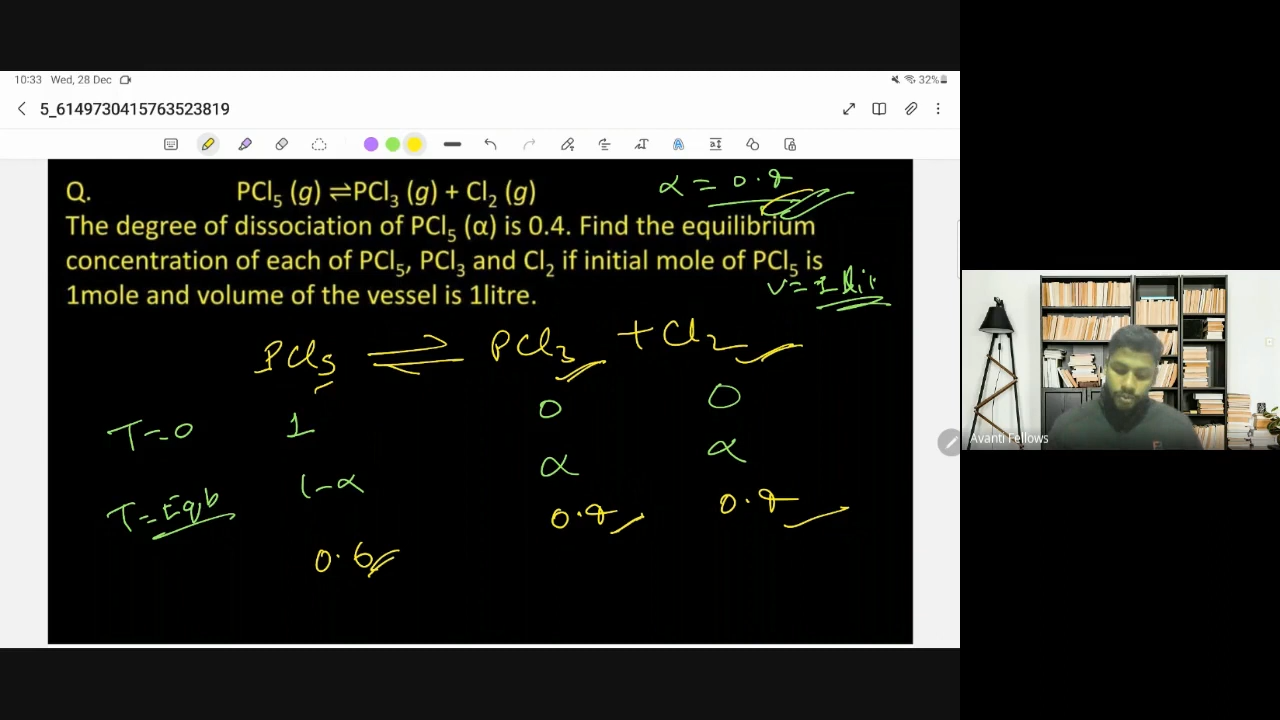 10:33 Wed, 28 Dec
32%
5_6149730415763523819
Q. PCl₅ (g) ⇌PCl₃ (g) + Cl₂ (g)
α = 0.4
The degree of dissociation of PCl₅ (α) is 0.4. Find the equilibrium
concentration of each of PCl₅, PCl₃ and Cl₂ if initial mole of PCl₅ is
1mole and volume of the vessel is 1litre.
V = 1 lit
PCl₅ ⇌ PCl₃ + Cl₂
T=0 1 0 0
T=Eqb 1-α α α
0.6 0.4 0.4
Avanti Fellows